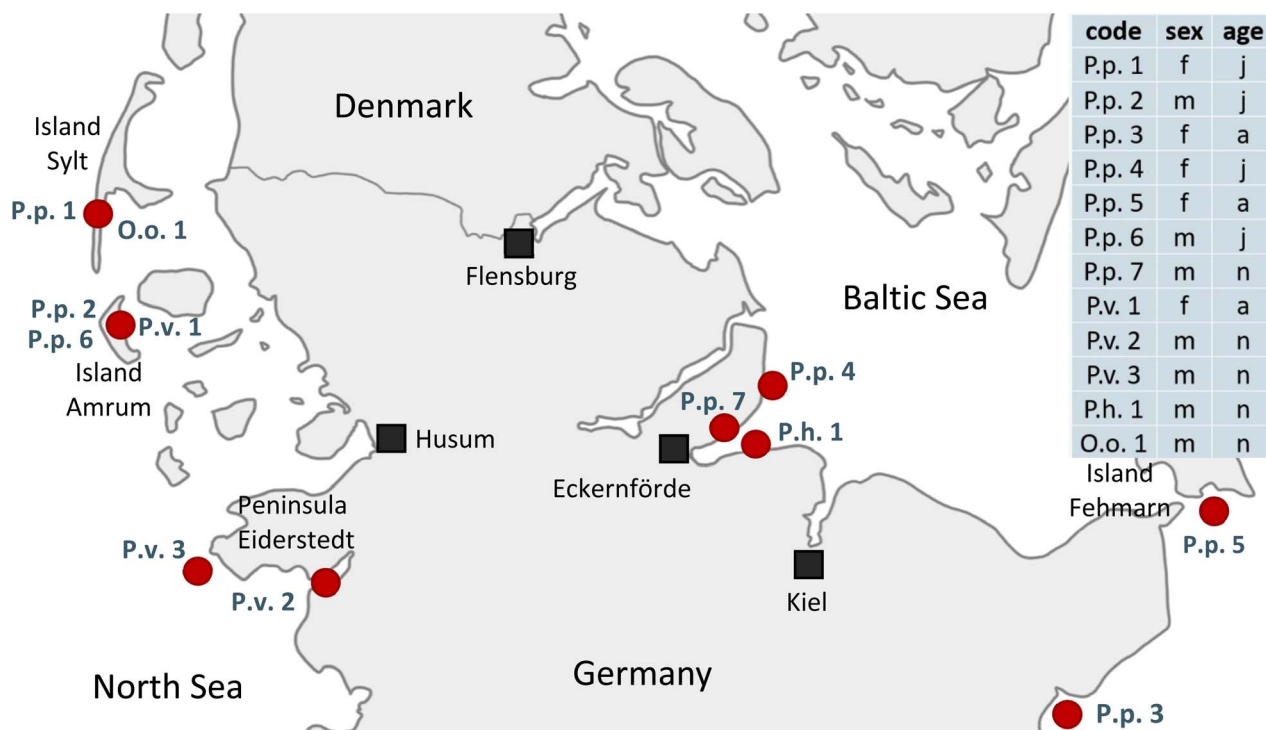 Denmark
Island
Sylt
P.p. 1
O.o. 1
Flensburg
P.p. 2
P.v. 1
P.p. 6
Island
Amrum
Baltic Sea
P.p. 4
P.p. 7
P.h. 1
Husum
Eckernförde
Peninsula
Eiderstedt
P.v. 3
P.v. 2
Kiel
North Sea
Germany
Island
Fehmarn
P.p. 5
P.p. 3
code sex age
P.p. 1 f j
P.p. 2 m j
P.p. 3 f a
P.p. 4 f j
P.p. 5 f a
P.p. 6 m j
P.p. 7 m n
P.v. 1 f a
P.v. 2 m n
P.v. 3 m n
P.h. 1 m n
O.o. 1 m n